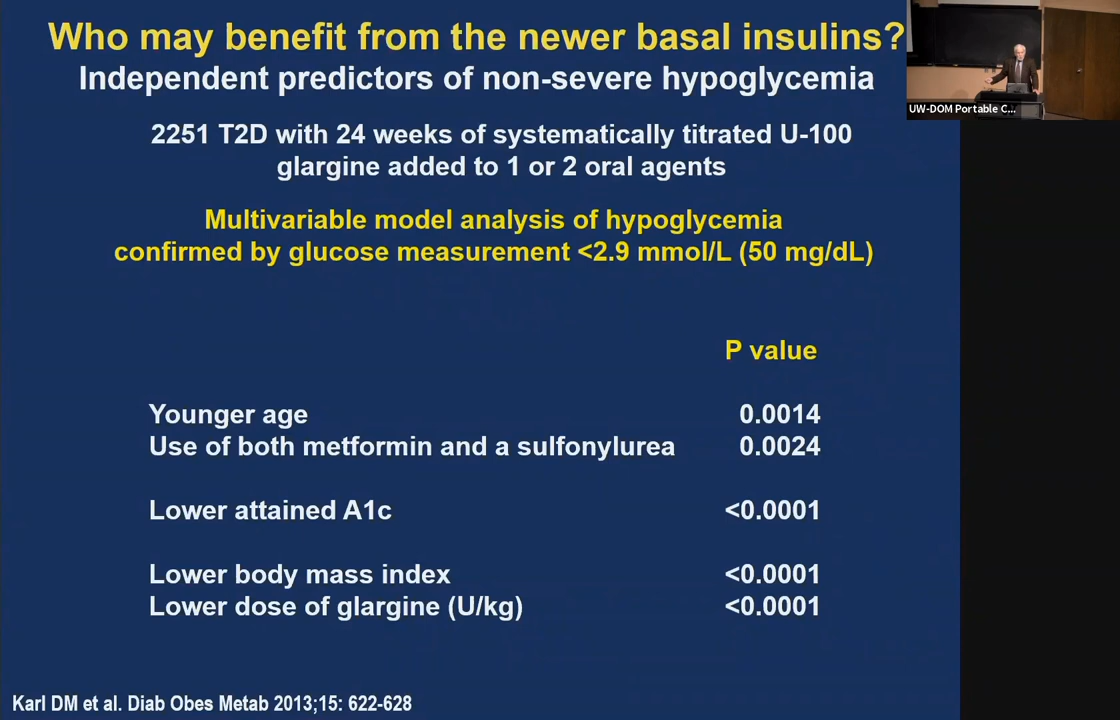 Who may benefit from the newer basal insulins?
Independent predictors of non-severe hypoglycemia
2251 T2D with 24 weeks of systematically titrated U-100
glargine added to 1 or 2 oral agents
Multivariable model analysis of hypoglycemia
confirmed by glucose measurement <2.9 mmol/L (50 mg/dL)
P value
Younger age 0.0014
Use of both metformin and a sulfonylurea 0.0024
Lower attained A1c <0.0001
Lower body mass index <0.0001
Lower dose of glargine (U/kg) <0.0001
Karl DM et al. Diab Obes Metab 2013;15: 622-628
UW-DOM Portable C...